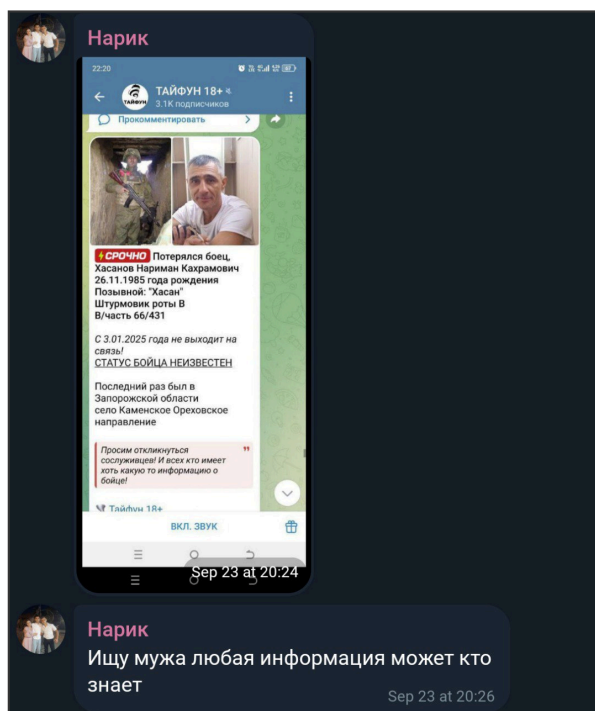 Нарик
22:20
ТАЙФУН 18+
3.1K подписчиков
ТАЙФУН
Прокомментировать
СРОЧНО Потерялся боец,
Хасанов Нариман Кахрамович
26.11.1985 года рождения
Позывной: "Хасан"
Штурмовик роты В
В/часть 66/431
С 3.01.2025 года не выходит на
связь!
СТАТУС БОЙЦА НЕИЗВЕСТЕН
Последний раз был в
Запорожской области
село Каменское Ореховское
направление
Просим откликнуться
сослуживцев! И всех кто имеет
хоть какую то информацию о
бойце!
Тайфун 18+
ВКЛ. ЗВУК
Sep 23 at 20:24
Нарик
Ищу мужа любая информация может кто
знает
Sep 23 at 20:26